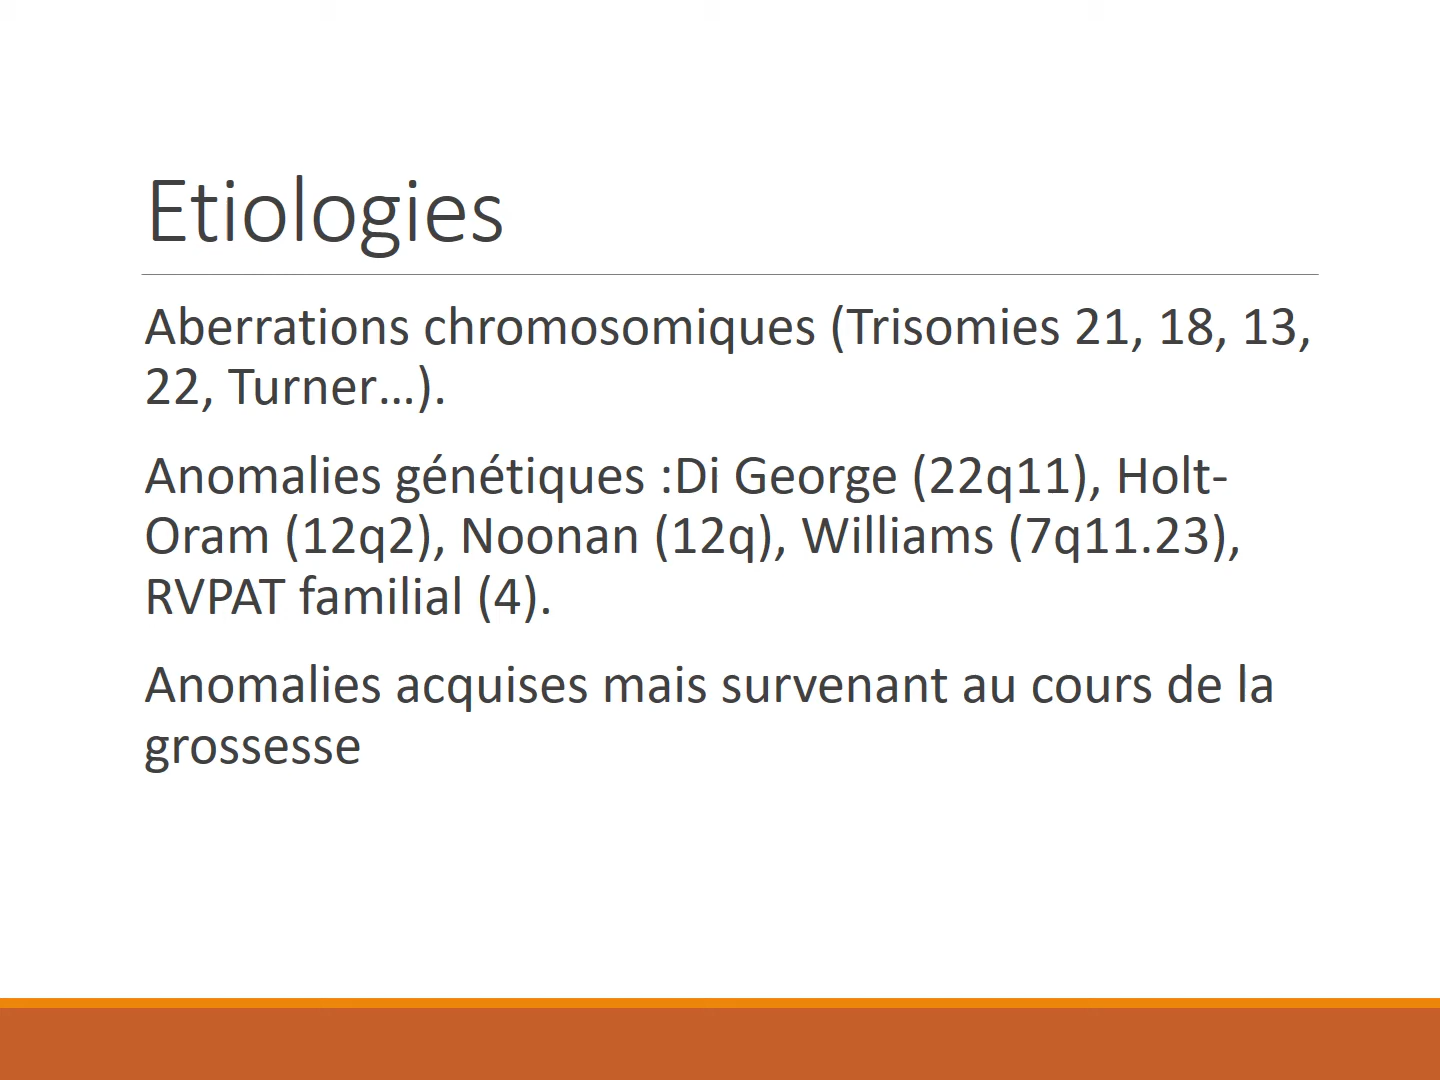 Etiologies
Aberrations chromosomiques (Trisomies 21, 18, 13,
22, Turner…).
Anomalies génétiques :Di George (22q11), Holt-
Oram (12q2), Noonan (12q), Williams (7q11.23),
RVPAT familial (4).
Anomalies acquises mais survenant au cours de la
grossesse